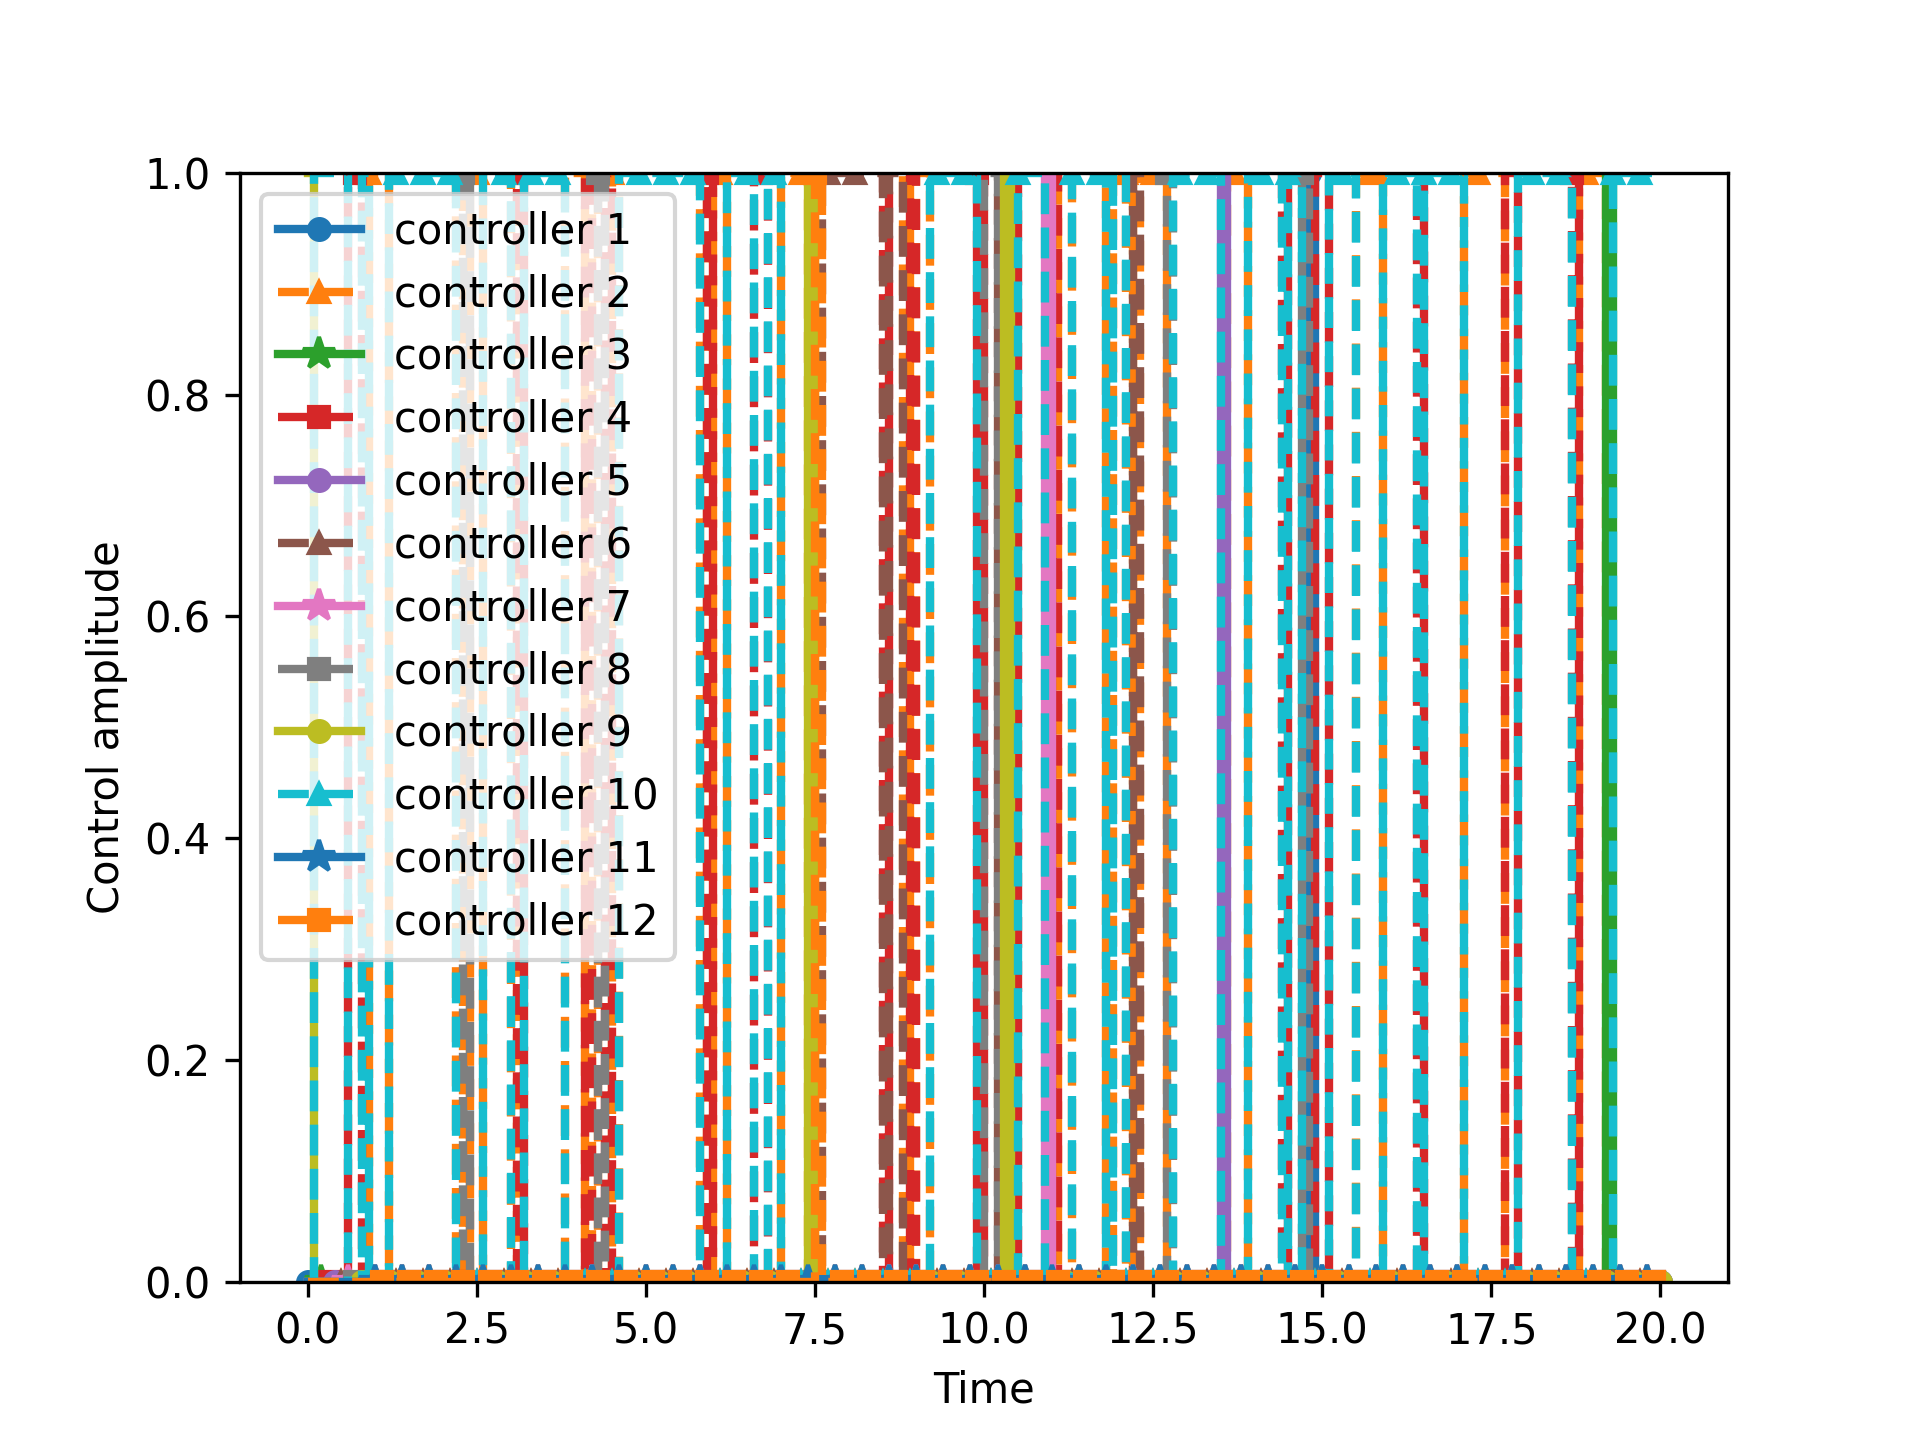 1.0
0.8
0.6
0.4
0.2
0.0
Control amplitude
controller 1
controller 2
controller 3
controller 4
controller 5
controller 6
controller 7
controller 8
controller 9
controller 10
controller 11
controller 12
0.0 2.5 5.0 7.5 10.0 12.5 15.0 17.5 20.0
Time